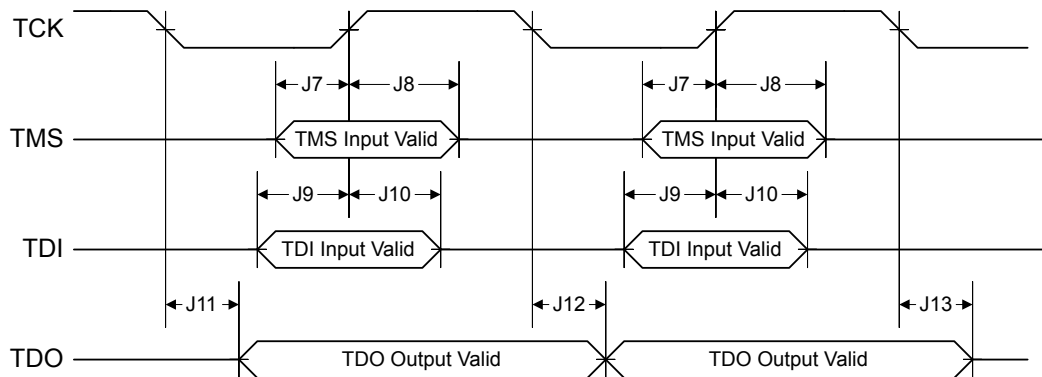 TCK
J7 J8 J7 J8
TMS TMS Input Valid TMS Input Valid
J9 J10 J9 J10
TDI TDI Input Valid TDI Input Valid
J11 J12 J13
TDO TDO Output Valid TDO Output Valid